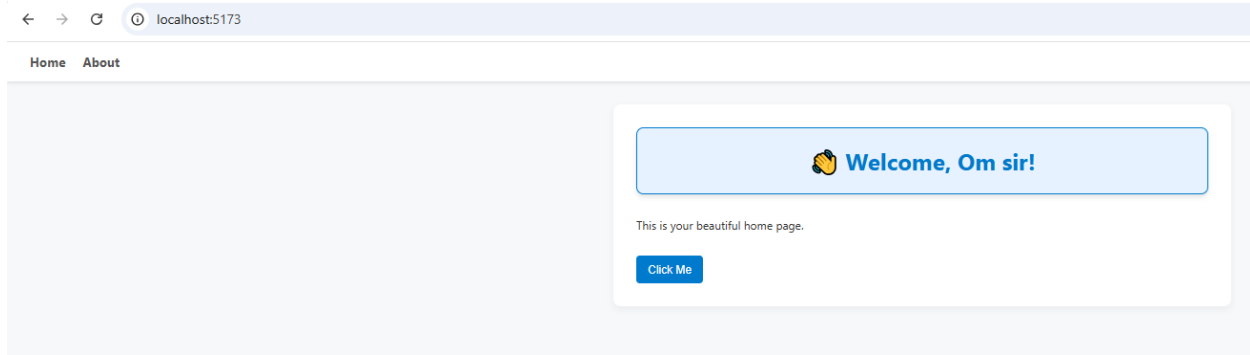 localhost:5173
Home About
👋 Welcome, Om sir!
This is your beautiful home page.
Click Me